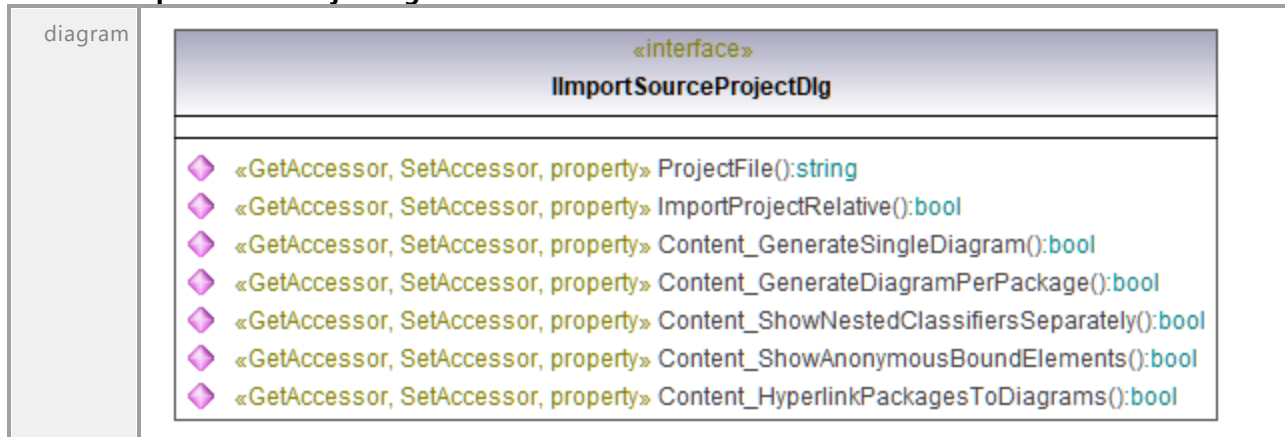 diagram
«interface»
IImportSourceProjectDlg
«GetAccessor, SetAccessor, property» ProjectFile():string
«GetAccessor, SetAccessor, property» ImportProjectRelative():bool
«GetAccessor, SetAccessor, property» Content_GenerateSingleDiagram():bool
«GetAccessor, SetAccessor, property» Content_GenerateDiagramPerPackage():bool
«GetAccessor, SetAccessor, property» Content_ShowNestedClassifiersSeparately():bool
«GetAccessor, SetAccessor, property» Content_ShowAnonymousBoundElements():bool
«GetAccessor, SetAccessor, property» Content_HyperlinkPackagesToDiagrams():bool